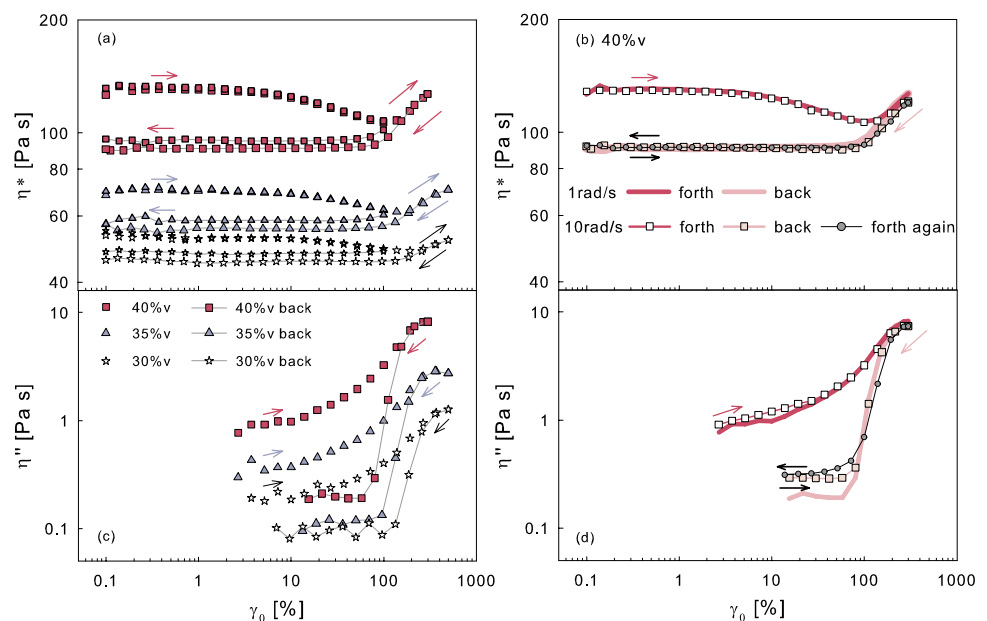 200
100
80
60
40
η* [Pa s]
(a)
200
100
80
60
40
η* [Pa s]
(b) 40%v
1rad/s forth back
10rad/s forth back forth again
10
1
0.1
η" [Pa s]
40%v 40%v back
35%v 35%v back
30%v 30%v back
(c)
0.1 1 10 100 1000
γ0 [%]
10
1
0.1
η" [Pa s]
(d)
0.1 1 10 100 1000
γ0 [%]